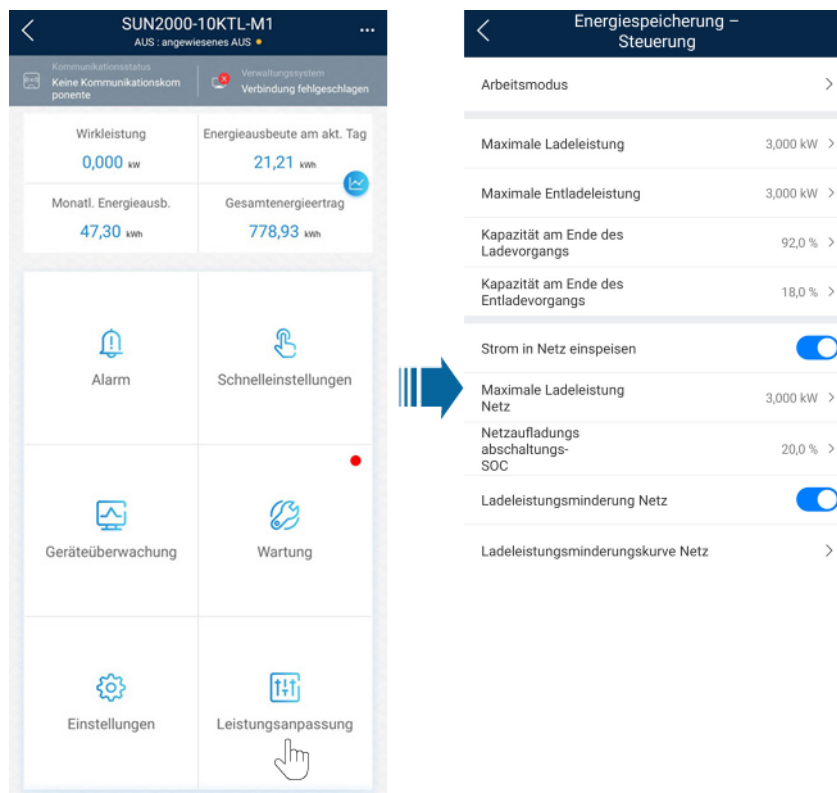 SUN2000-10KTL-M1
AUS : angewiesenes AUS
Kommunikationsstatus
Keine Kommunikationskom
ponente
Verwaltungssystem
Verbindung fehlgeschlagen
Wirkleistung
0,000 kW
Energieausbeute am akt. Tag
21,21 kWh
Monatl. Energieausb.
47,30 kWh
Gesamtenergieertrag
778,93 kWh
Alarm
Schnelleinstellungen
Geräteüberwachung
Wartung
Einstellungen
Leistungsanpassung
Energiespeicherung –
Steuerung
Arbeitsmodus
Maximale Ladeleistung
3,000 kW
Maximale Entladeleistung
3,000 kW
Kapazität am Ende des
Ladevorgangs
92,0 %
Kapazität am Ende des
Entladevorgangs
18,0 %
Strom in Netz einspeisen
Maximale Ladeleistung
Netz
3,000 kW
Netzaufladungs
abschaltungs-
SOC
20,0 %
Ladeleistungsminderung Netz
Ladeleistungsminderungskurve Netz